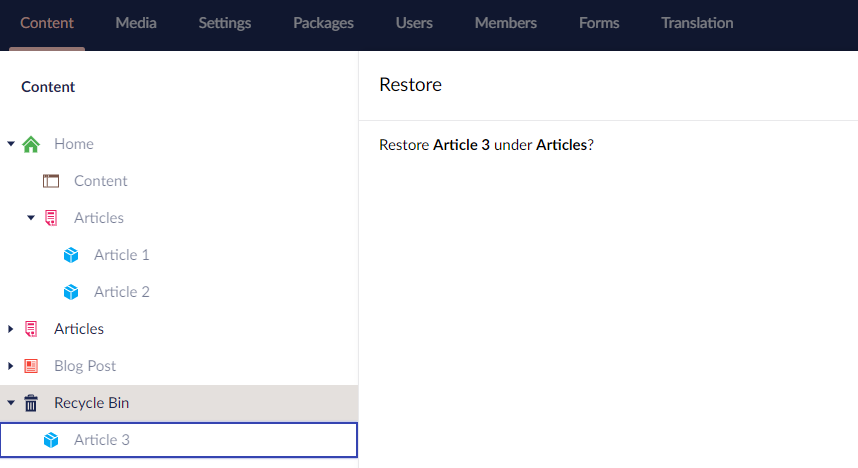 Content Media Settings Packages Users Members Forms Translation
Content
Restore
Home
Restore Article 3 under Articles?
Content
Articles
Article 1
Article 2
Articles
Blog Post
Recycle Bin
Article 3